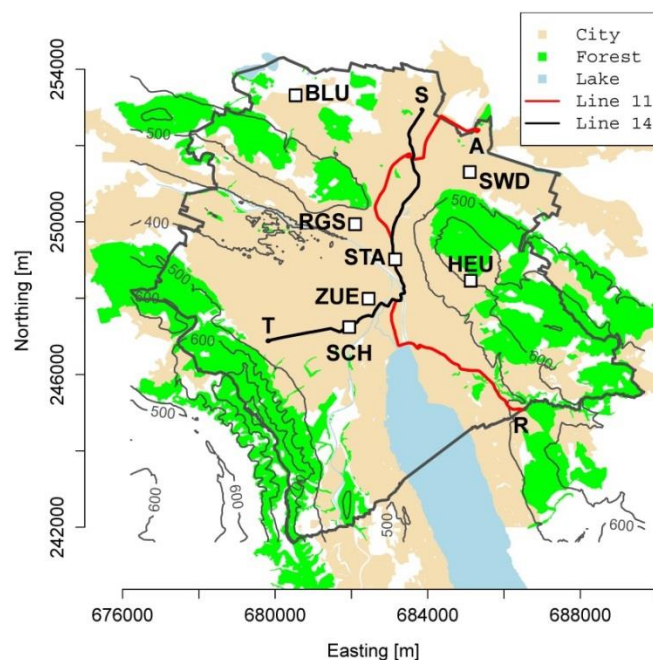 City
Forest
Lake
Line 11
Line 14
254000
250000
246000
242000
Northing [m]
BLU
S
A
SWD
500
500
RGS
400
STA
HEU
500
ZUE
600
T
600
SCH
500
R
500
600
600
500
600
676000
680000
684000
688000
Easting [m]